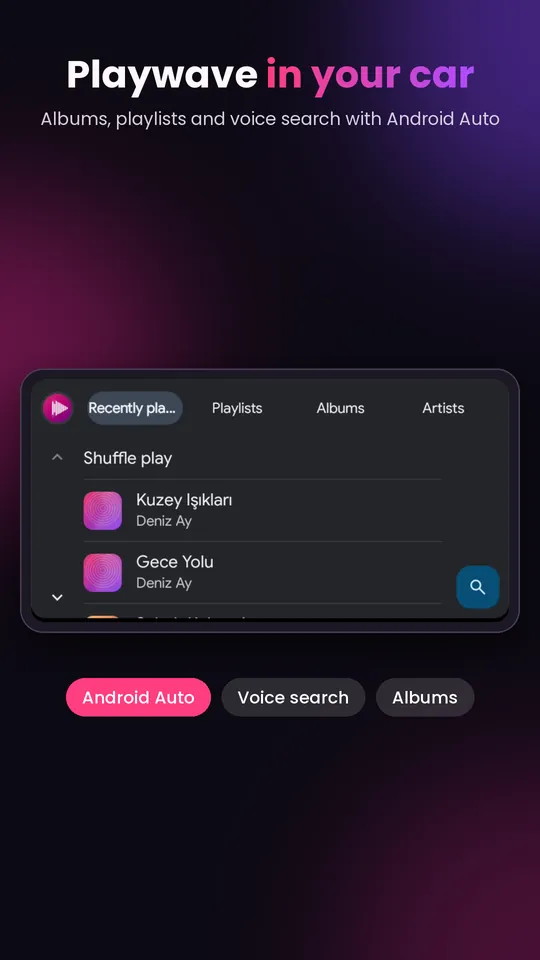 Playwave in your car
Albums, playlists and voice search with Android Auto
Recently pla...
Playlists
Albums
Artists
Shuffle play
Kuzey Işıkları
Deniz Ay
Gece Yolu
Deniz Ay
Android Auto
Voice search
Albums